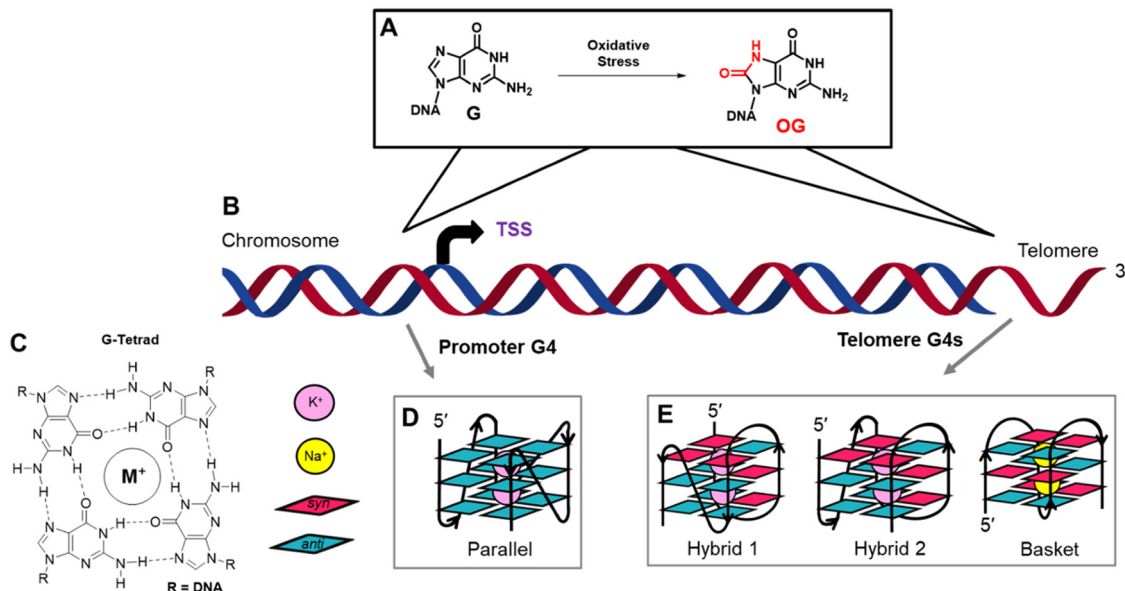 A
O
N
NH
N
N
NH₂
DNA
G
Oxidative
Stress
H
N
O
O
NH
N
N
NH₂
DNA
OG
B
Chromosome
TSS
Telomere
3
Promoter G4
Telomere G4s
C
G-Tetrad
R
N
N
N
N
O
N
H
H
N
H
H
N
H
N
N
R
N
N
H
O
N
M⁺
H
N
H
N
H
O
N
N
N
R
N
H
O
N
N
N
H
N
H
N
R
R = DNA
K⁺
Na⁺
syn
anti
D
5′
Parallel
E
5′
5′
5′
Hybrid 1
Hybrid 2
Basket